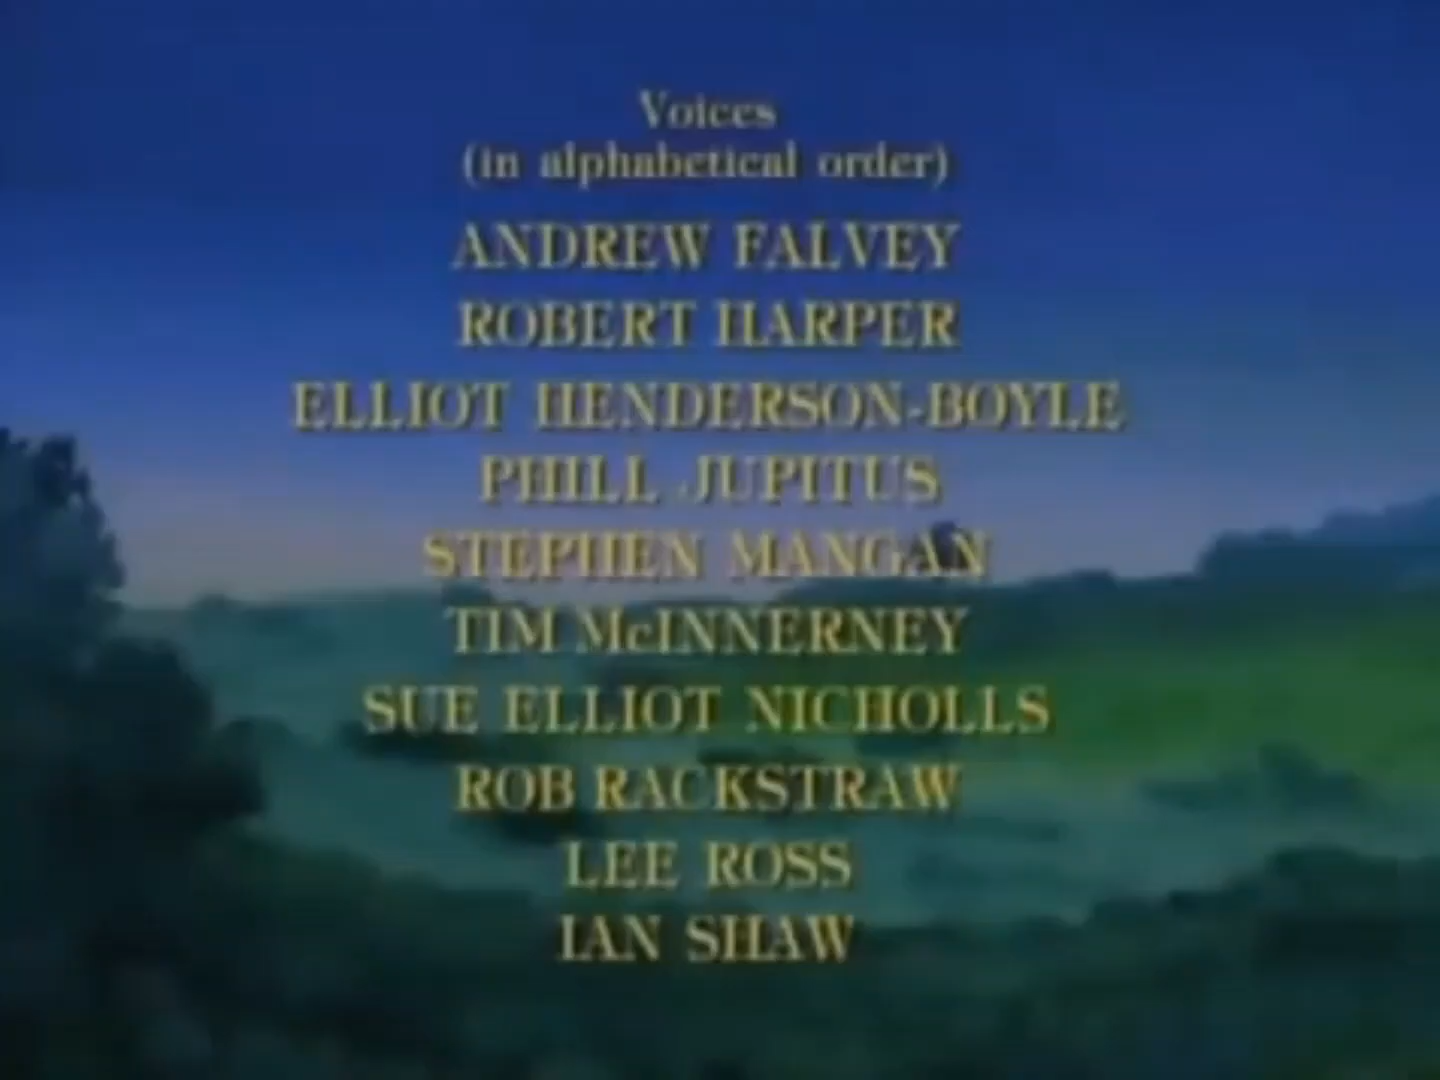 Voices
(in alphabetical order)
ANDREW FALVEY
ROBERT HARPER
ELLIOT HENDERSON-BOYLE
PHILL JUPITUS
STEPHEN MANGAN
TIM McINNERNEY
SUE ELLIOT NICHOLLS
ROB RACKSTRAW
LEE ROSS
IAN SHAW